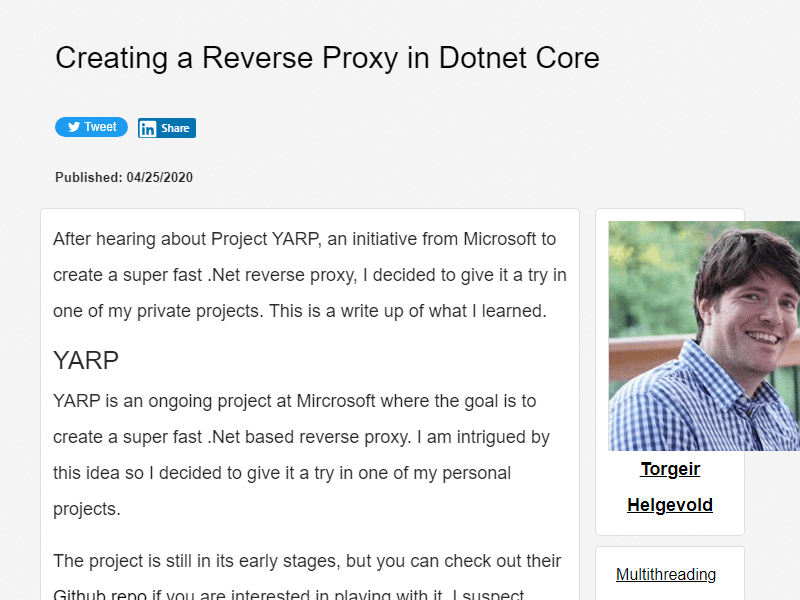 Creating a Reverse Proxy in Dotnet Core
Tweet
Share
Published: 04/25/2020
After hearing about Project YARP, an initiative from Microsoft to
create a super fast .Net reverse proxy, I decided to give it a try in
one of my private projects. This is a write up of what I learned.
YARP
YARP is an ongoing project at Mircrosoft where the goal is to
create a super fast .Net based reverse proxy. I am intrigued by
this idea so I decided to give it a try in one of my personal
projects.
The project is still in its early stages, but you can check out their
Github repo if you are interested in playing with it. I suspect
Torgeir
Helgevold
Multithreading